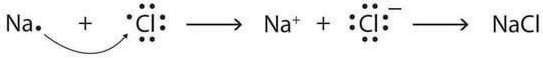 Na• + Cl → Na⁺ + Cl⁻ → NaCl